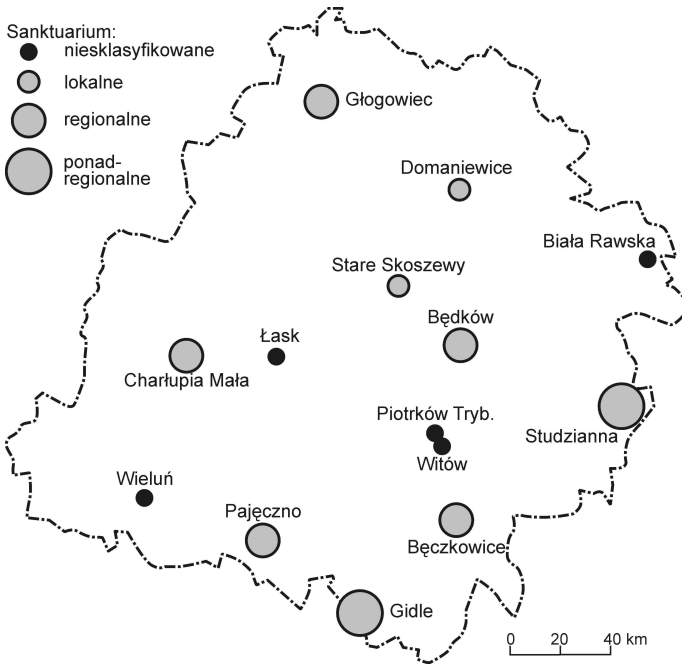 Sanktuarium:
niesklasyfikowane
lokalne
regionalne
ponad-
regionalne
Głogowiec
Domaniewice
Biała Rawska
Stare Skoszewy
Będków
Łask
Charłupia Mała
Piotrków Tryb.
Studzianna
Witów
Wieluń
Pajęczno
Bęczkowice
Gidle
0 20 40 km